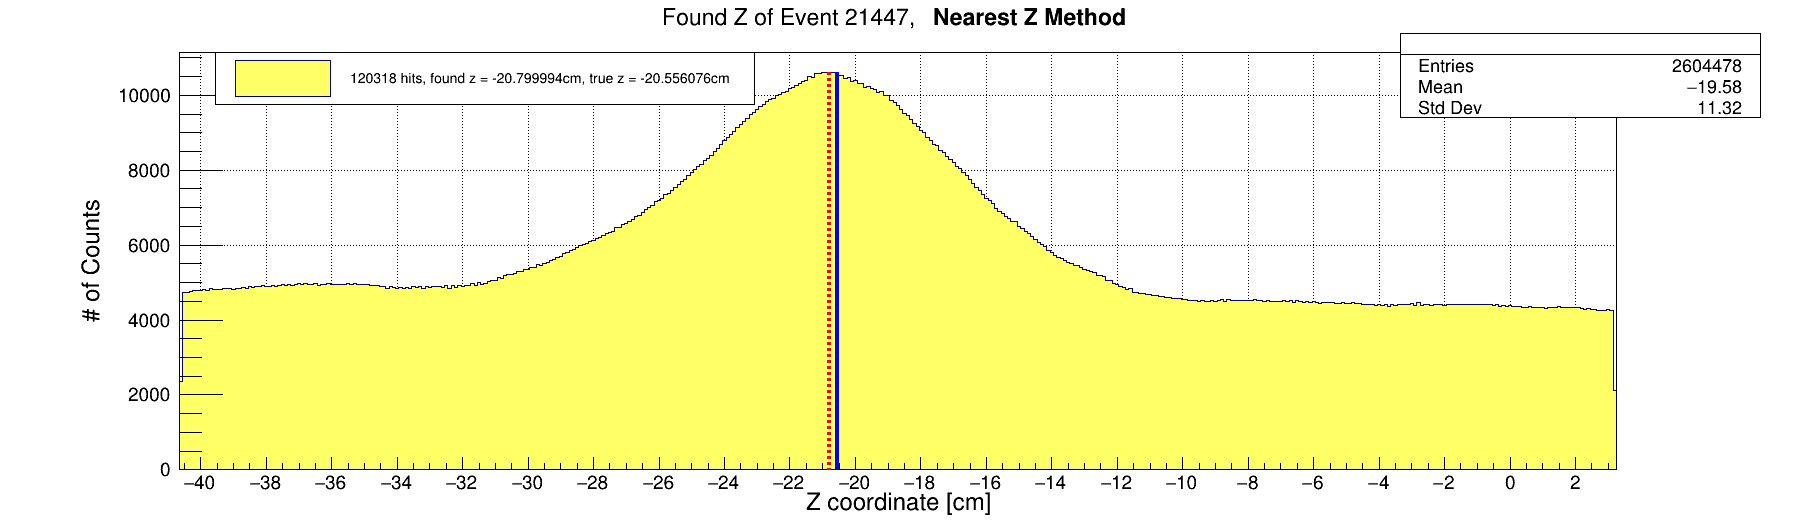 Found Z of Event 21447, Nearest Z Method
120318 hits, found z = -20.799994cm, true z = -20.556076cm
Entries 2604478
Mean −19.58
Std Dev 11.32
# of Counts
10000
8000
6000
4000
2000
0
−40 −38 −36 −34 −32 −30 −28 −26 −24 −22 −20 −18 −16 −14 −12 −10 −8 −6 −4 −2 0 2
Z coordinate [cm]